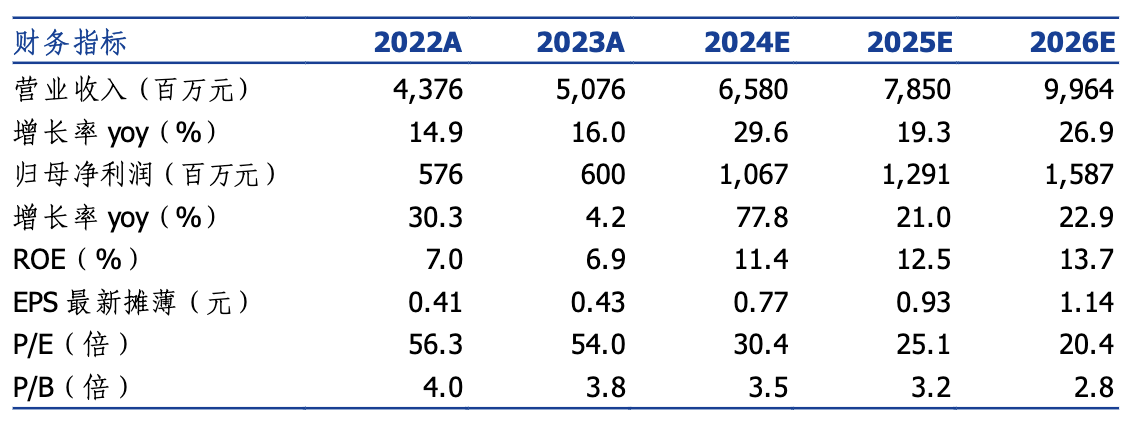 财务指标 2022A 2023A 2024E 2025E 2026E
营业收入（百万元） 4,376 5,076 6,580 7,850 9,964
增长率 yoy（%） 14.9 16.0 29.6 19.3 26.9
归母净利润（百万元） 576 600 1,067 1,291 1,587
增长率 yoy（%） 30.3 4.2 77.8 21.0 22.9
ROE（%） 7.0 6.9 11.4 12.5 13.7
EPS 最新摊薄（元） 0.41 0.43 0.77 0.93 1.14
P/E（倍） 56.3 54.0 30.4 25.1 20.4
P/B（倍） 4.0 3.8 3.5 3.2 2.8